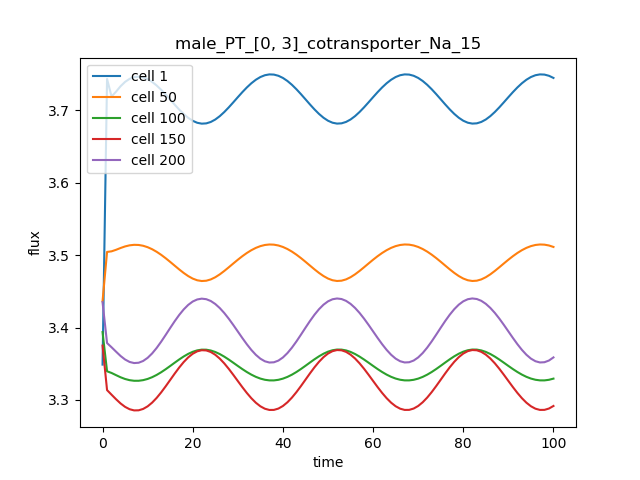 male_PT_[0, 3]_cotransporter_Na_15
cell 1
cell 50
cell 100
cell 150
cell 200
flux
3.7
3.6
3.5
3.4
3.3
0 20 40 60 80 100
time